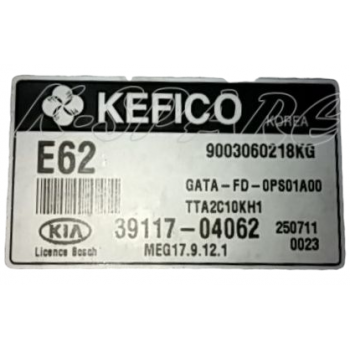 KEFICO KOREA
E62 9003060218KG
GATA-FD-0PS01A00
TTA2C10KH1
KIA 39117-04062 250711
Licence Bosch MEG17.9.12.1 0023
K-SPARES